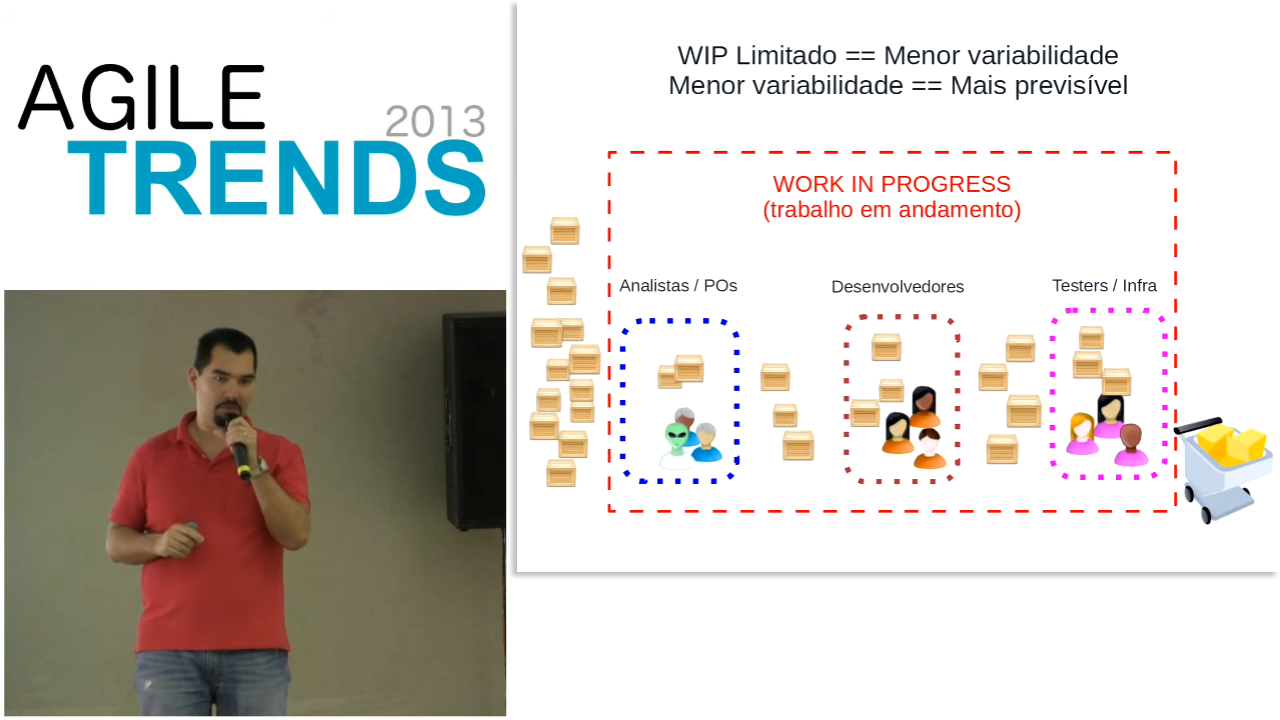 AGILE
2013
TRENDS
WIP Limitado == Menor variabilidade
Menor variabilidade == Mais previsível
WORK IN PROGRESS
(trabalho em andamento)
Analistas / POs
Desenvolvedores
Testers / Infra